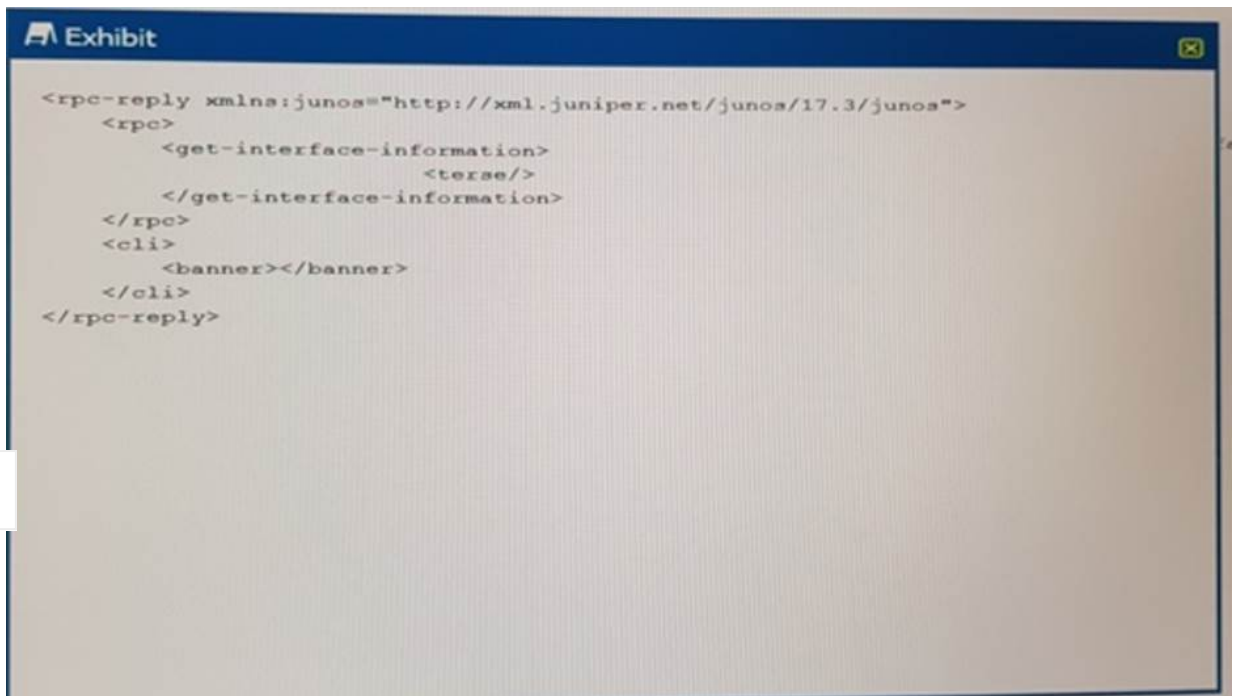 Exhibit
<rpc-reply xmlns:junos="http://xml.juniper.net/junos/17.3/junos">
<rpc>
<get-interface-information>
<terse/>
</get-interface-information>
</rpc>
<cli>
<banner></banner>
</cli>
</rpc-reply>